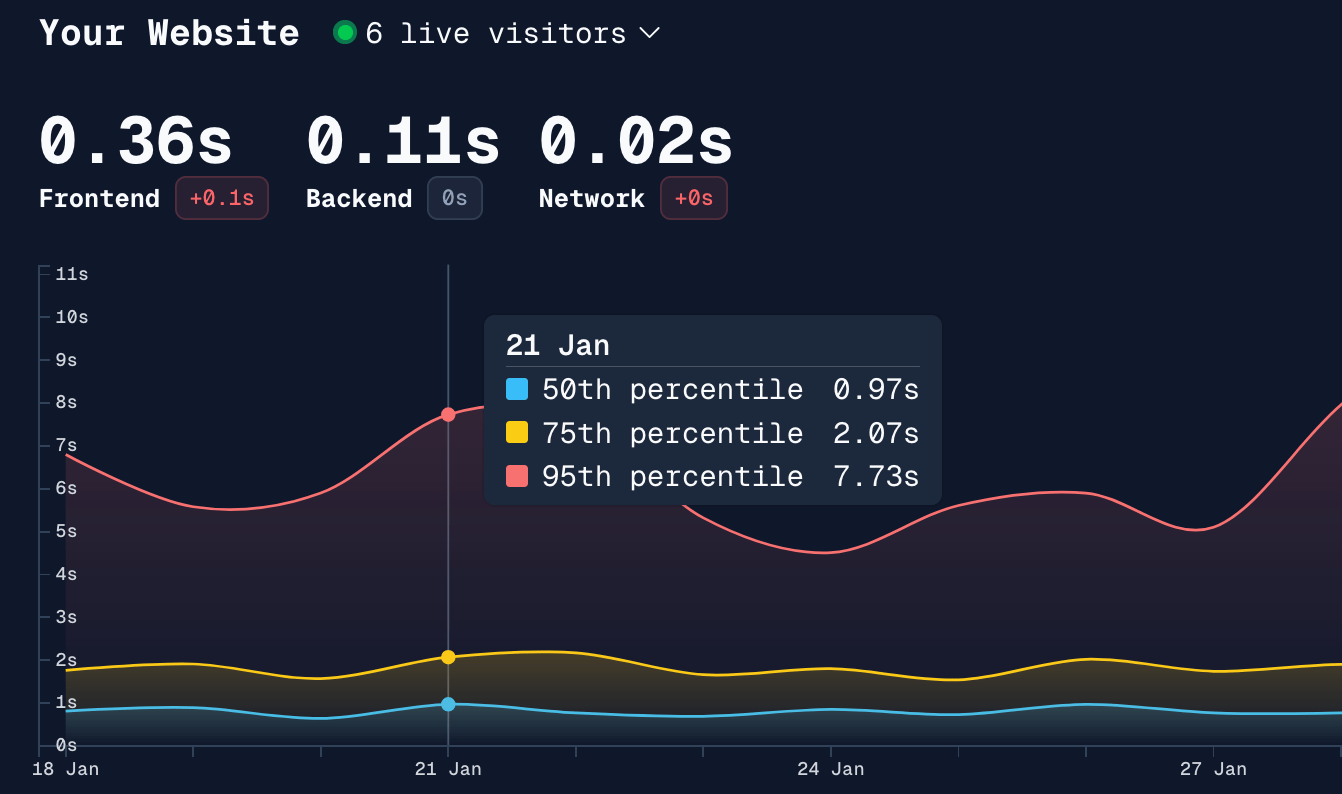 Your Website 6 live visitors
0.36s 0.11s 0.02s
Frontend +0.1s Backend 0s Network +0s
11s
10s
9s
8s
7s
6s
5s
4s
3s
2s
1s
0s
21 Jan
50th percentile 0.97s
75th percentile 2.07s
95th percentile 7.73s
18 Jan 21 Jan 24 Jan 27 Jan